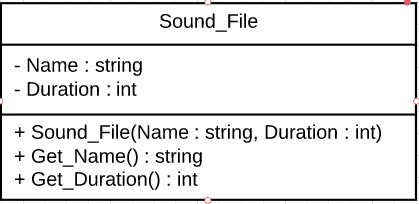 Sound_File
- Name : string
- Duration : int
+ Sound_File(Name : string, Duration : int)
+ Get_Name() : string
+ Get_Duration() : int